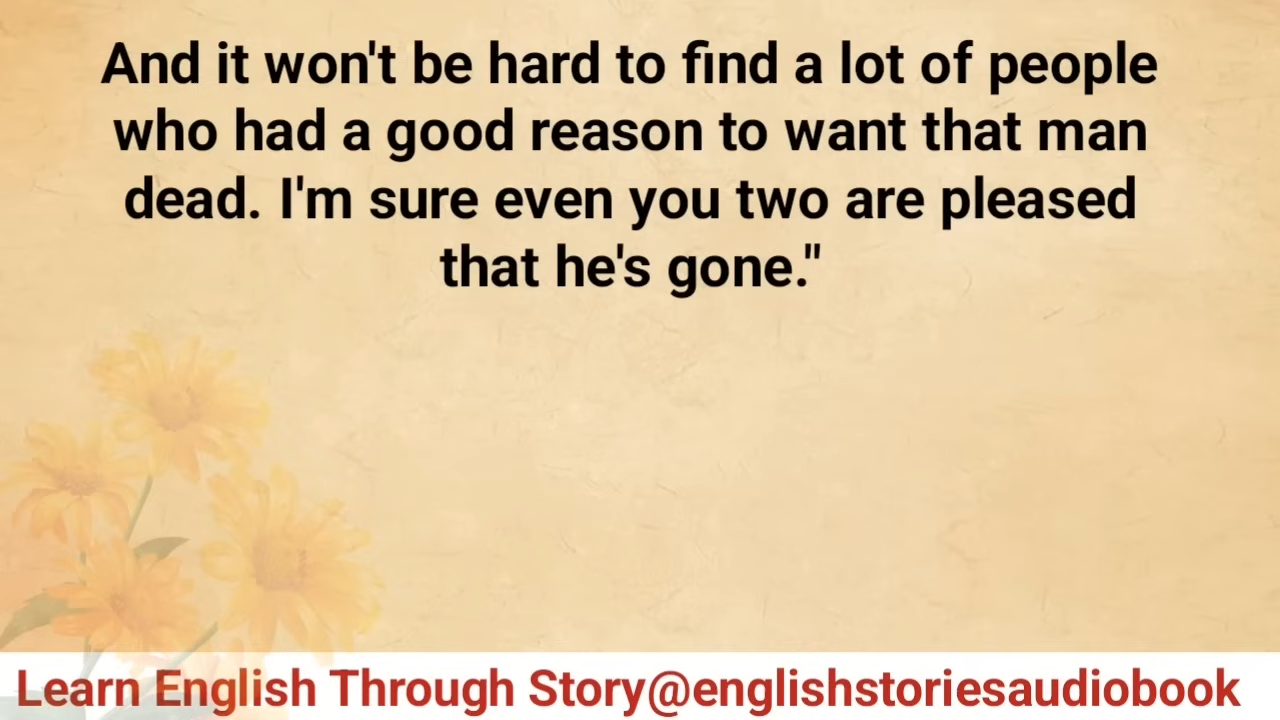 And it won't be hard to find a lot of people
who had a good reason to want that man
dead. I'm sure even you two are pleased
that he's gone."
Learn English Through Story@englishstoriesaudiobook